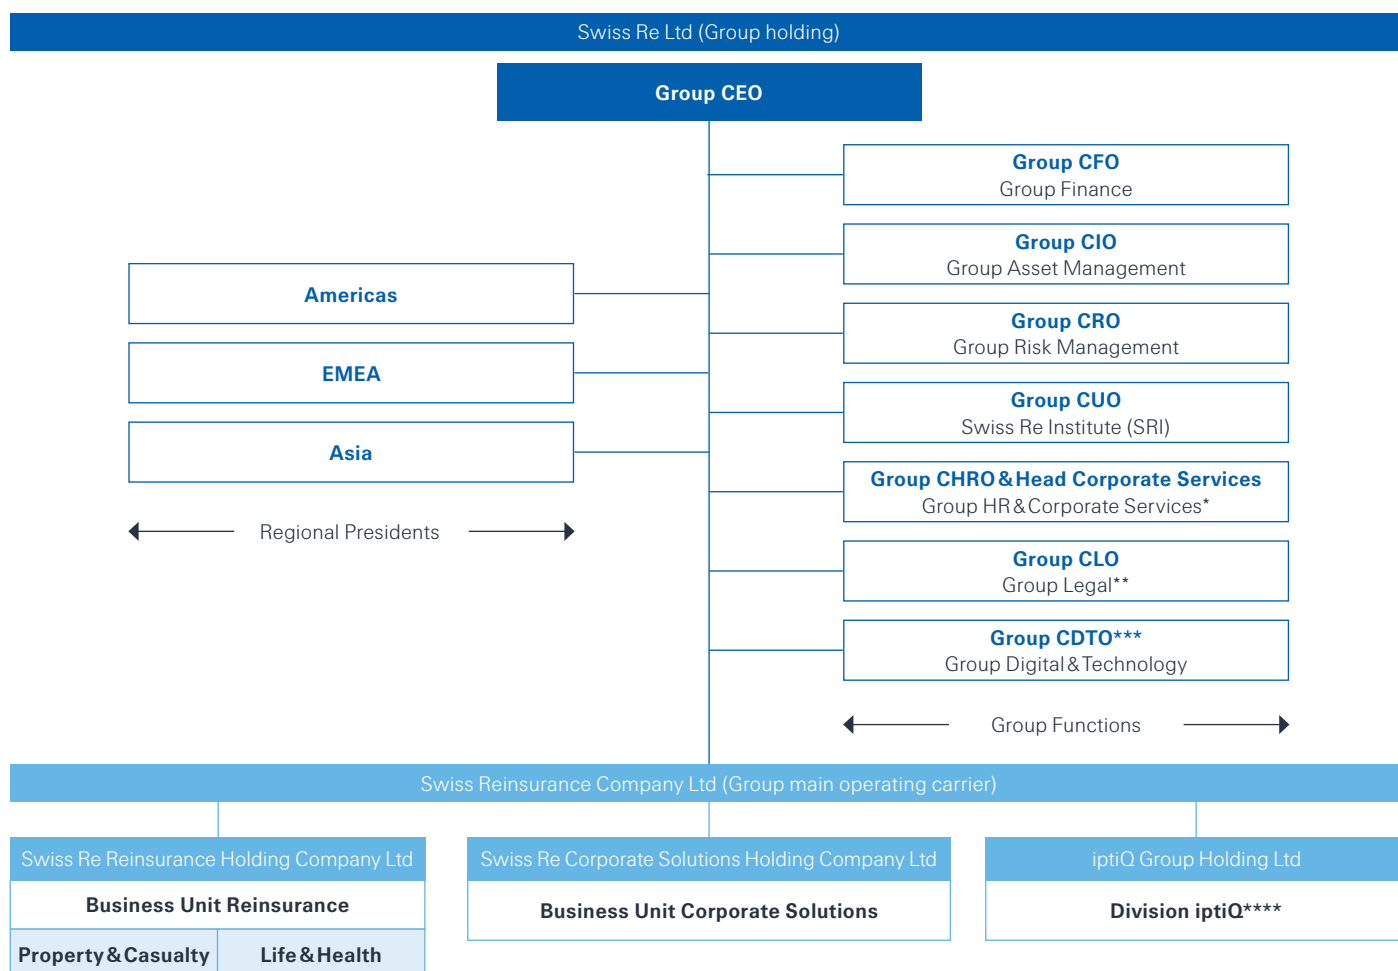 Swiss Re Ltd (Group holding)
Group CEO
Group CFO
Group Finance
Group CIO
Group Asset Management
Group CRO
Group Risk Management
Group CUO
Swiss Re Institute (SRI)
Group CHRO & Head Corporate Services
Group HR & Corporate Services*
Group CLO
Group Legal**
Group CDTO***
Group Digital & Technology
Group Functions
Americas
EMEA
Asia
Regional Presidents
Swiss Reinsurance Company Ltd (Group main operating carrier)
Swiss Re Reinsurance Holding Company Ltd
Business Unit Reinsurance
Property & Casualty
Life & Health
Swiss Re Corporate Solutions Holding Company Ltd
Business Unit Corporate Solutions
iptiQ Group Holding Ltd
Division iptiQ****